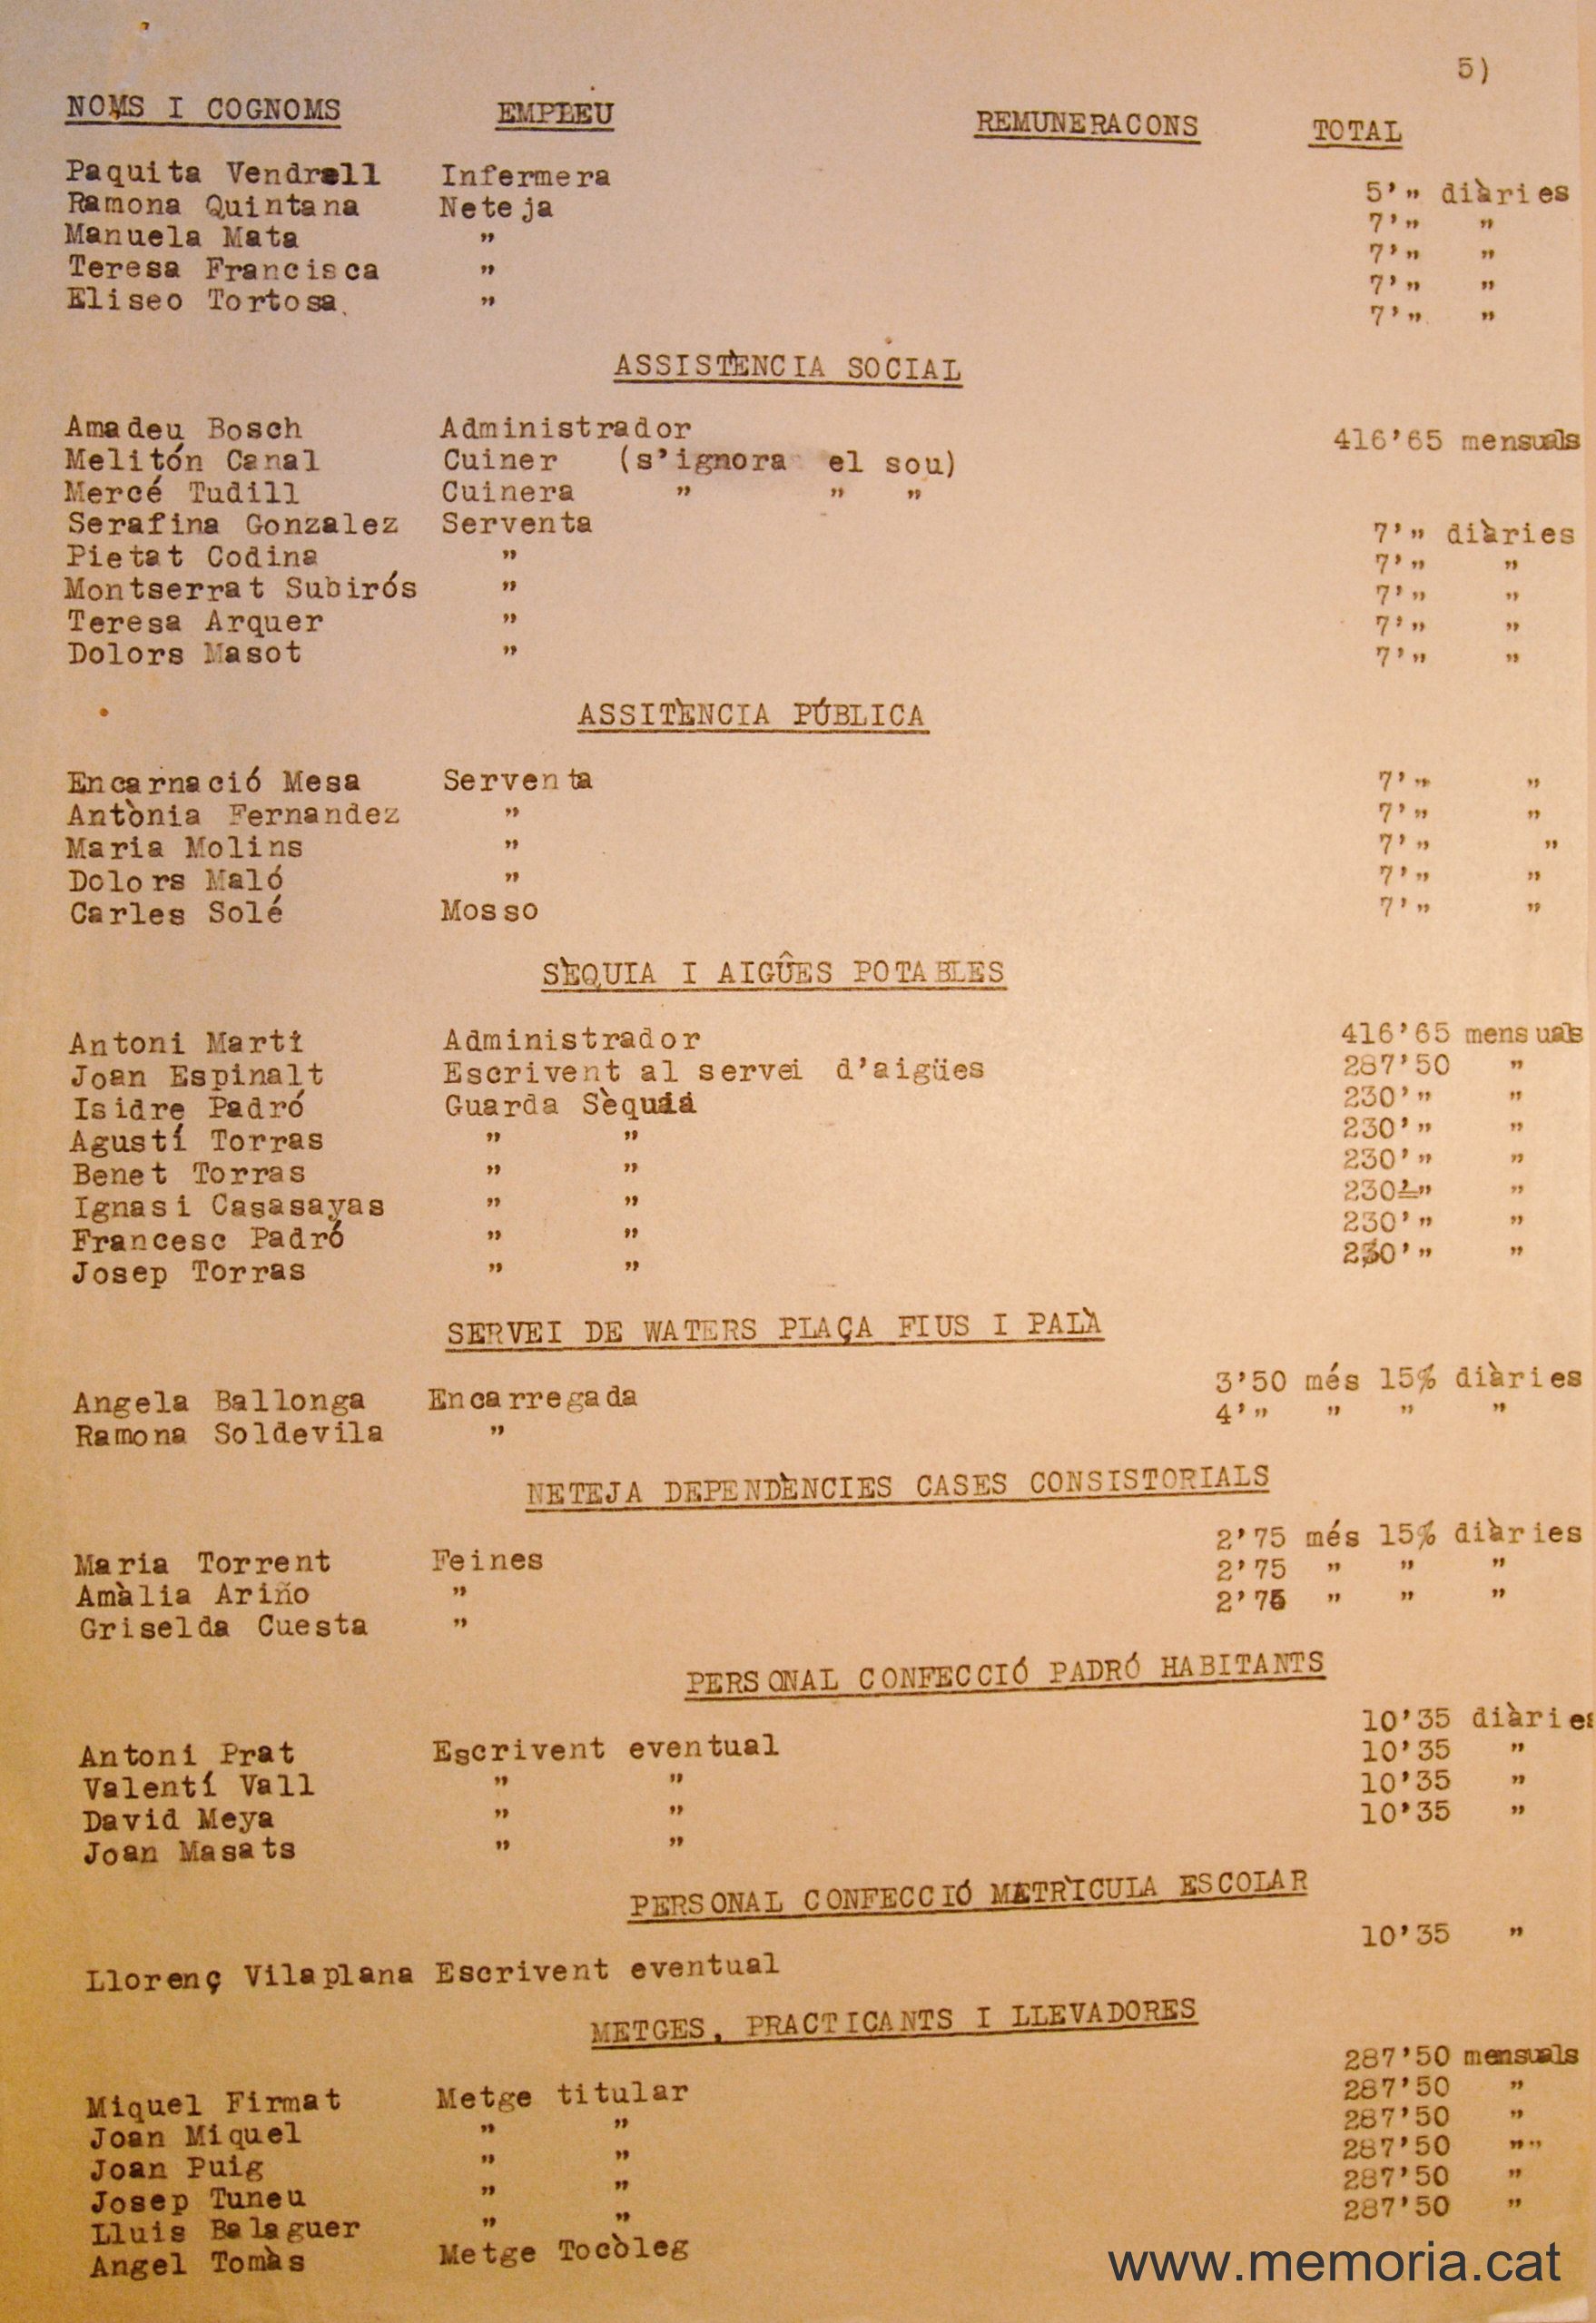 5)
NOMS I COGNOMS EMPLEU REMUNERACONS TOTAL
Paquita Vendrell Infermera 5'" diàries
Ramona Quintana Neteja 7'" "
Manuela Mata " 7'" "
Teresa Francisca " 7'" "
Eliseo Tortosa. " 7'" "
ASSISTÈNCIA SOCIAL
Amadeu Bosch Administrador 416'65 mensuals
Melitón Canal Cuiner (s'ignora el sou)
Mercé Tudill Cuinera " " "
Serafina Gonzalez Serventa 7'" diàries
Pietat Codina " 7'" "
Montserrat Subirós " 7'" "
Teresa Arquer " 7'" "
Dolors Masot " 7'" "
ASSITÈNCIA PÚBLICA
Encarnació Mesa Serventa 7'" "
Antònia Fernandez " 7'" "
Maria Molins " 7'" "
Dolors Maló " 7'" "
Carles Solé Mosso 7'" "
SÈQUIA I AIGÛES POTABLES
Antoni Martí Administrador 416'65 mensuals
Joan Espinalt Escrivent al servei d'aigües 287'50 "
Isidre Padró Guarda Sèquia 230'" "
Agustí Torras " " 230'" "
Benet Torras " " 230'" "
Ignasi Casasayas " " 230'" "
Francesc Padró " " 230'" "
Josep Torras " " 230'" "
SERVEI DE WATERS PLAÇA FIUS I PALÀ
Angela Ballonga Encarregada 3'50 més 15% diàries
Ramona Soldevila " 4'" " " "
NETEJA DEPENDÈNCIES CASES CONSISTORIALS
Maria Torrent Feines 2'75 més 15% diàries
Amàlia Ariño " 2'75 " " "
Griselda Cuesta " 2'75 " " "
PERSONAL CONFECCIÓ PADRÓ HABITANTS
Antoni Prat Escrivent eventual 10'35 diàries
Valentí Vall " " 10'35 "
David Meya " " 10'35 "
Joan Masats " " 10'35 "
PERSONAL CONFECCIÓ MATRÌCULA ESCOLAR
Llorenç Vilaplana Escrivent eventual 10'35 "
METGES, PRACTICANTS I LLEVADORES
Miquel Firmat Metge titular 287'50 mensuals
Joan Miquel " " 287'50 "
Joan Puig " " 287'50 "
Josep Tuneu " " 287'50 ""
Lluis Balaguer " " 287'50 "
Angel Tomàs Metge Tocòleg 287'50 "
www.memoria.cat